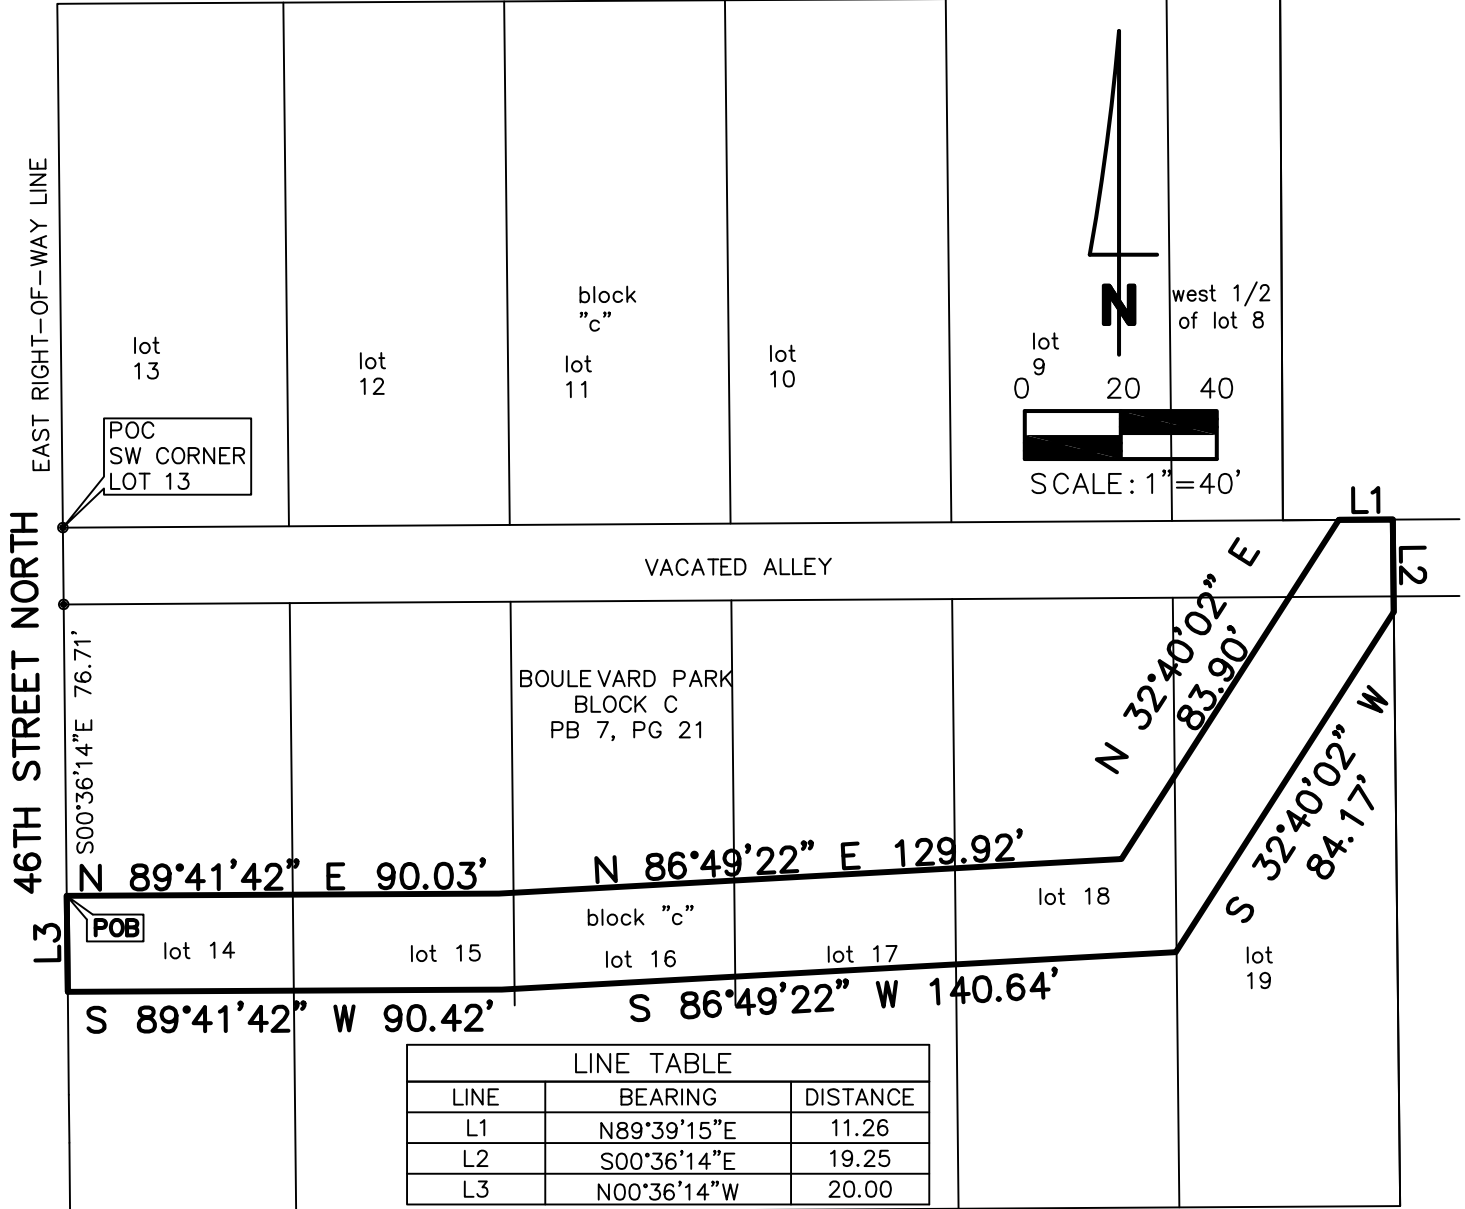 EAST RIGHT-OF-WAY LINE
46TH STREET NORTH
block
"c"
lot
13
lot
12
lot
11
lot
10
lot
9
west 1/2
of lot 8
N
0 20 40
SCALE: 1"=40'
POC
SW CORNER
LOT 13
L1
L2
VACATED ALLEY
S00°36'14"E 76.71'
BOULEVARD PARK
BLOCK C
PB 7, PG 21
N 32°40'02" E
83.90'
S 32°40'02" W
84.17'
N 89°41'42" E 90.03'
N 86°49'22" E 129.92'
L3
POB
lot 14
lot 15
block "c"
lot 16
lot 17
lot 18
lot
19
S 89°41'42" W 90.42'
S 86°49'22" W 140.64'
LINE TABLE
LINE BEARING DISTANCE
L1 N89°39'15"E 11.26
L2 S00°36'14"E 19.25
L3 N00°36'14"W 20.00